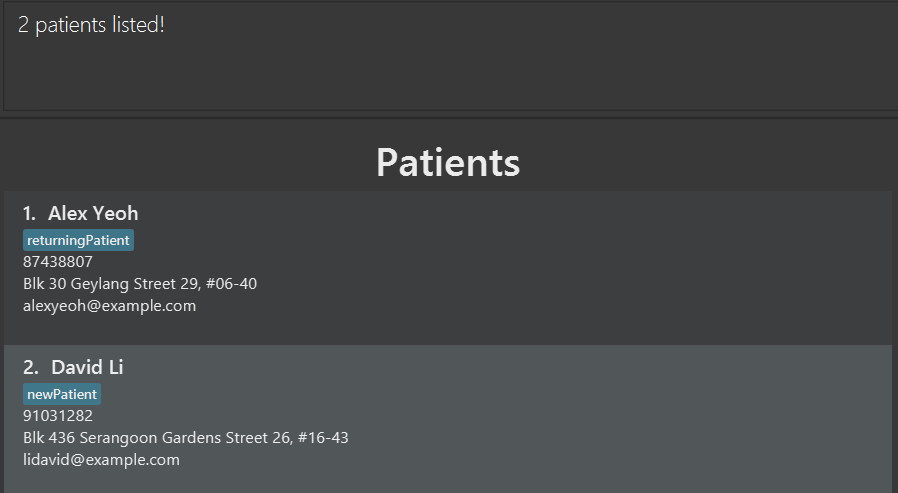 2 patients listed!
Patients
1. Alex Yeoh
returningPatient
87438807
Blk 30 Geylang Street 29, #06-40
alexyeoh@example.com
2. David Li
newPatient
91031282
Blk 436 Serangoon Gardens Street 26, #16-43
lidavid@example.com